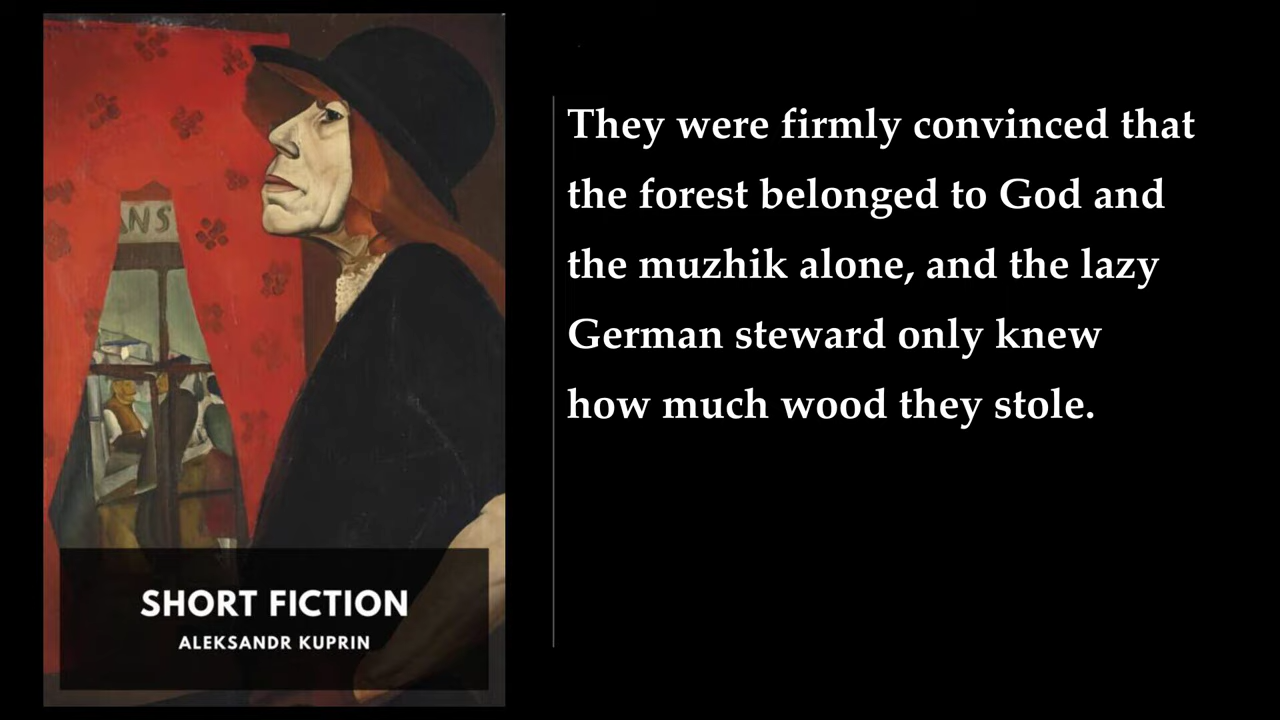 ANS
SHORT FICTION
ALEKSANDR KUPRIN
They were firmly convinced that
the forest belonged to God and
the muzhik alone, and the lazy
German steward only knew
how much wood they stole.